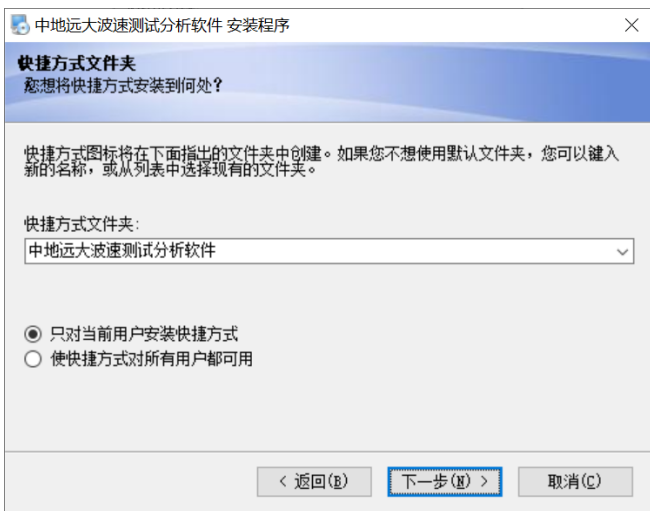 中地远大波速测试分析软件 安装程序
快捷方式文件夹
您想将快捷方式安装到何处?
快捷方式图标将在下面指出的文件夹中创建。如果您不想使用默认文件夹，您可以键入
新的名称，或从列表中选择现有的文件夹。
快捷方式文件夹:
中地远大波速测试分析软件
只对当前用户安装快捷方式
使快捷方式对所有用户都可用
< 返回(B)
下一步(N) >
取消(C)